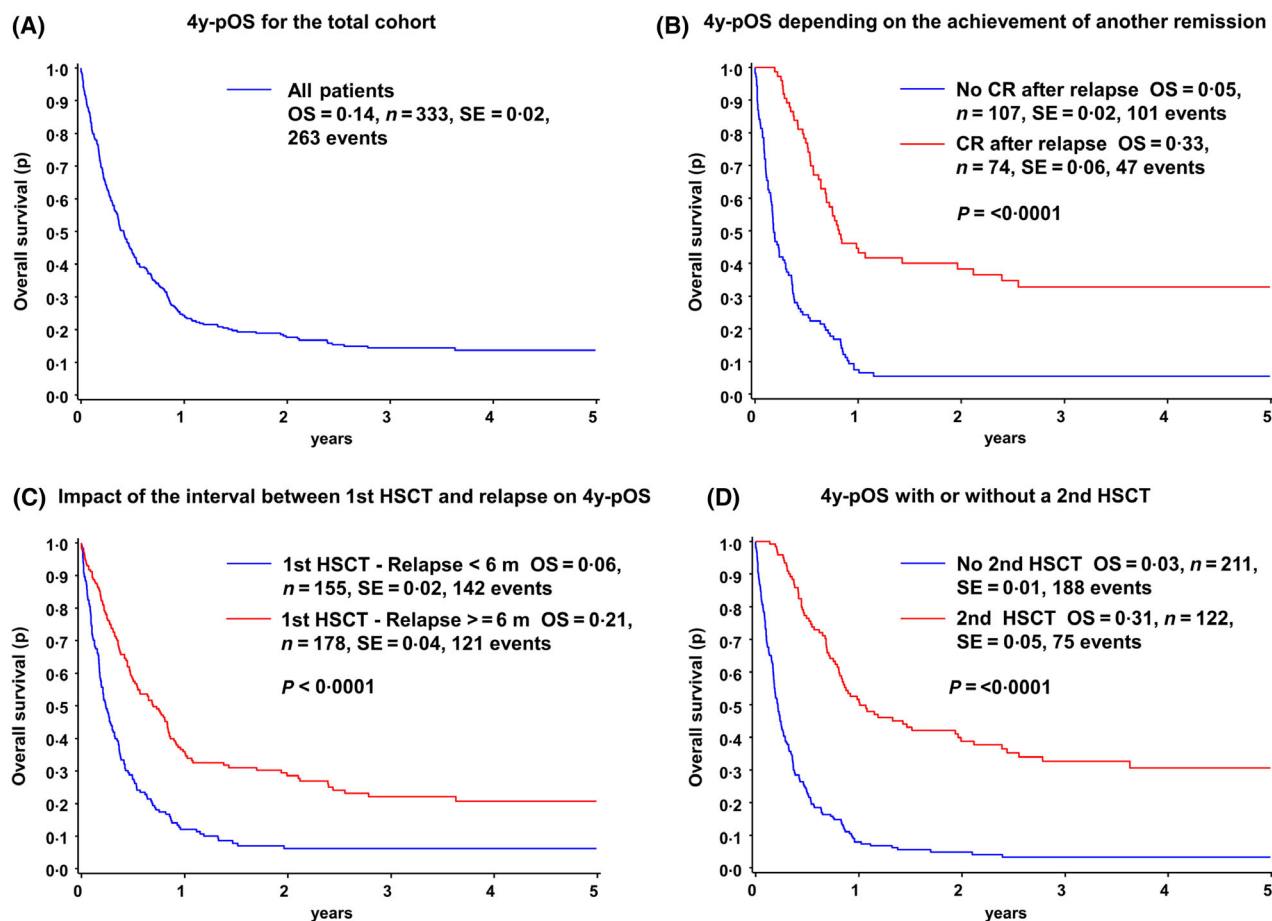 (A)
4y-pOS for the total cohort
1·0
0·9
0·8
0·7
0·6
0·5
0·4
0·3
0·2
0·1
0·0
Overall survival (p)
All patients
OS = 0·14, n = 333, SE = 0·02,
263 events
0 1 2 3 4 5
years
(B)
4y-pOS depending on the achievement of another remission
1·0
0·9
0·8
0·7
0·6
0·5
0·4
0·3
0·2
0·1
0·0
Overall survival (p)
No CR after relapse OS = 0·05,
n = 107, SE = 0·02, 101 events
CR after relapse OS = 0·33,
n = 74, SE = 0·06, 47 events
P = <0·0001
0 1 2 3 4 5
years
(C)
Impact of the interval between 1st HSCT and relapse on 4y-pOS
1·0
0·9
0·8
0·7
0·6
0·5
0·4
0·3
0·2
0·1
0·0
Overall survival (p)
1st HSCT - Relapse < 6 m OS = 0·06,
n = 155, SE = 0·02, 142 events
1st HSCT - Relapse >= 6 m OS = 0·21,
n = 178, SE = 0·04, 121 events
P < 0·0001
0 1 2 3 4 5
years
(D)
4y-pOS with or without a 2nd HSCT
1·0
0·9
0·8
0·7
0·6
0·5
0·4
0·3
0·2
0·1
0·0
Overall survival (p)
No 2nd HSCT OS = 0·03, n = 211,
SE = 0·01, 188 events
2nd HSCT OS = 0·31, n = 122,
SE = 0·05, 75 events
P = <0·0001
0 1 2 3 4 5
years